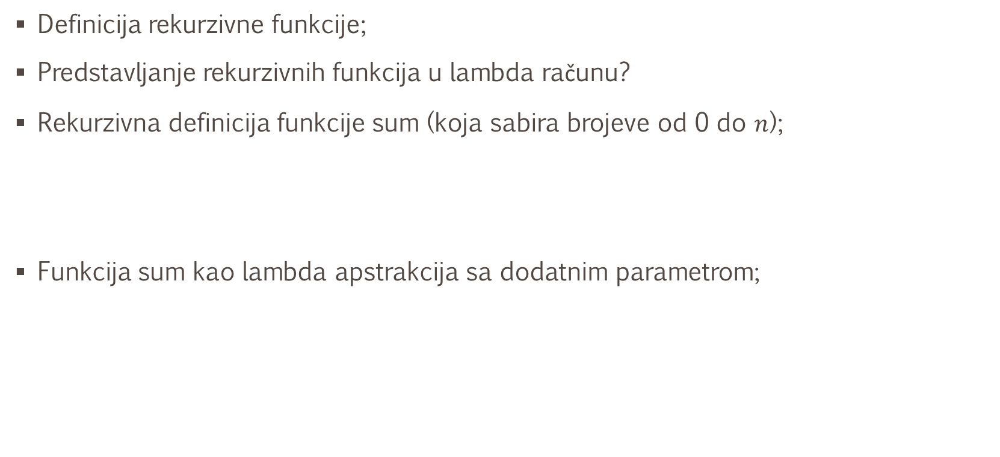 ▪ Definicija rekurzivne funkcije;
▪ Predstavljanje rekurzivnih funkcija u lambda računu?
▪ Rekurzivna definicija funkcije sum (koja sabira brojeve od 0 do n);
▪ Funkcija sum kao lambda apstrakcija sa dodatnim parametrom;